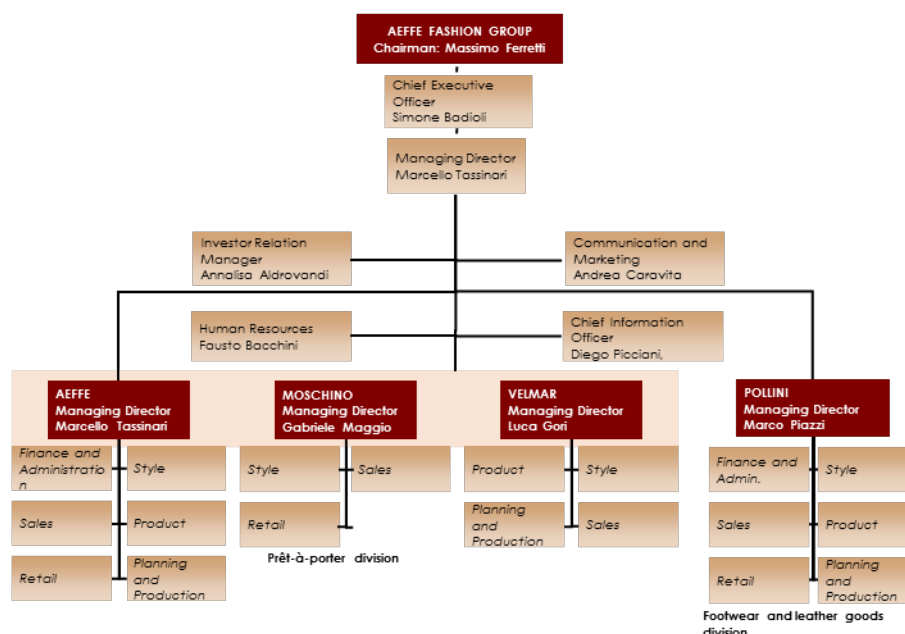 AEFFE FASHION GROUP
Chairman: Massimo Ferretti
Chief Executive
Officer
Simone Badioli
Managing Director
Marcello Tassinari
Investor Relation
Manager
Annalisa Aldrovandi
Communication and
Marketing
Andrea Caravita
Human Resources
Fausto Bacchini
Chief Information
Officer
Diego Picciani,
AEFFE
Managing Director
Marcello Tassinari
MOSCHINO
Managing Director
Gabriele Maggio
VELMAR
Managing Director
Luca Gori
POLLINI
Managing Director
Marco Piazzi
Finance and
Administratio
n
Style
Sales
Product
Retail
Planning
and
Production
Style
Sales
Retail
Prêt-à-porter division
Product
Style
Planning
and
Production
Sales
Finance and
Admin.
Style
Sales
Product
Retail
Planning
and
Production
Footwear and leather goods
division